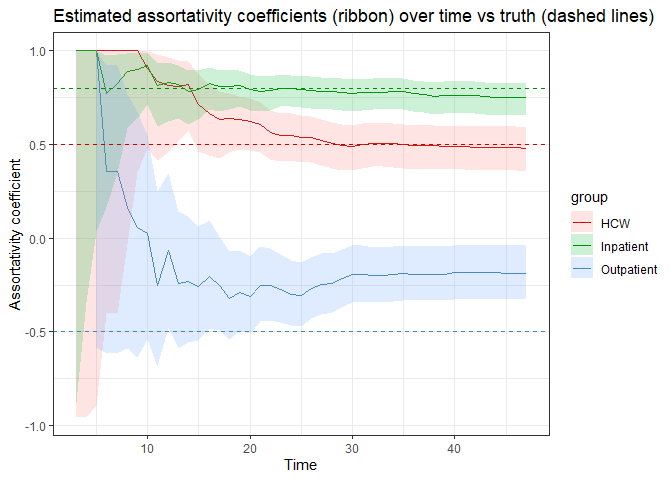 Estimated assortativity coefficients (ribbon) over time vs truth (dashed lines)
1.0
0.5
0.0
-0.5
-1.0
Assortativity coefficient
10
20
30
40
Time
group
HCW
Inpatient
Outpatient